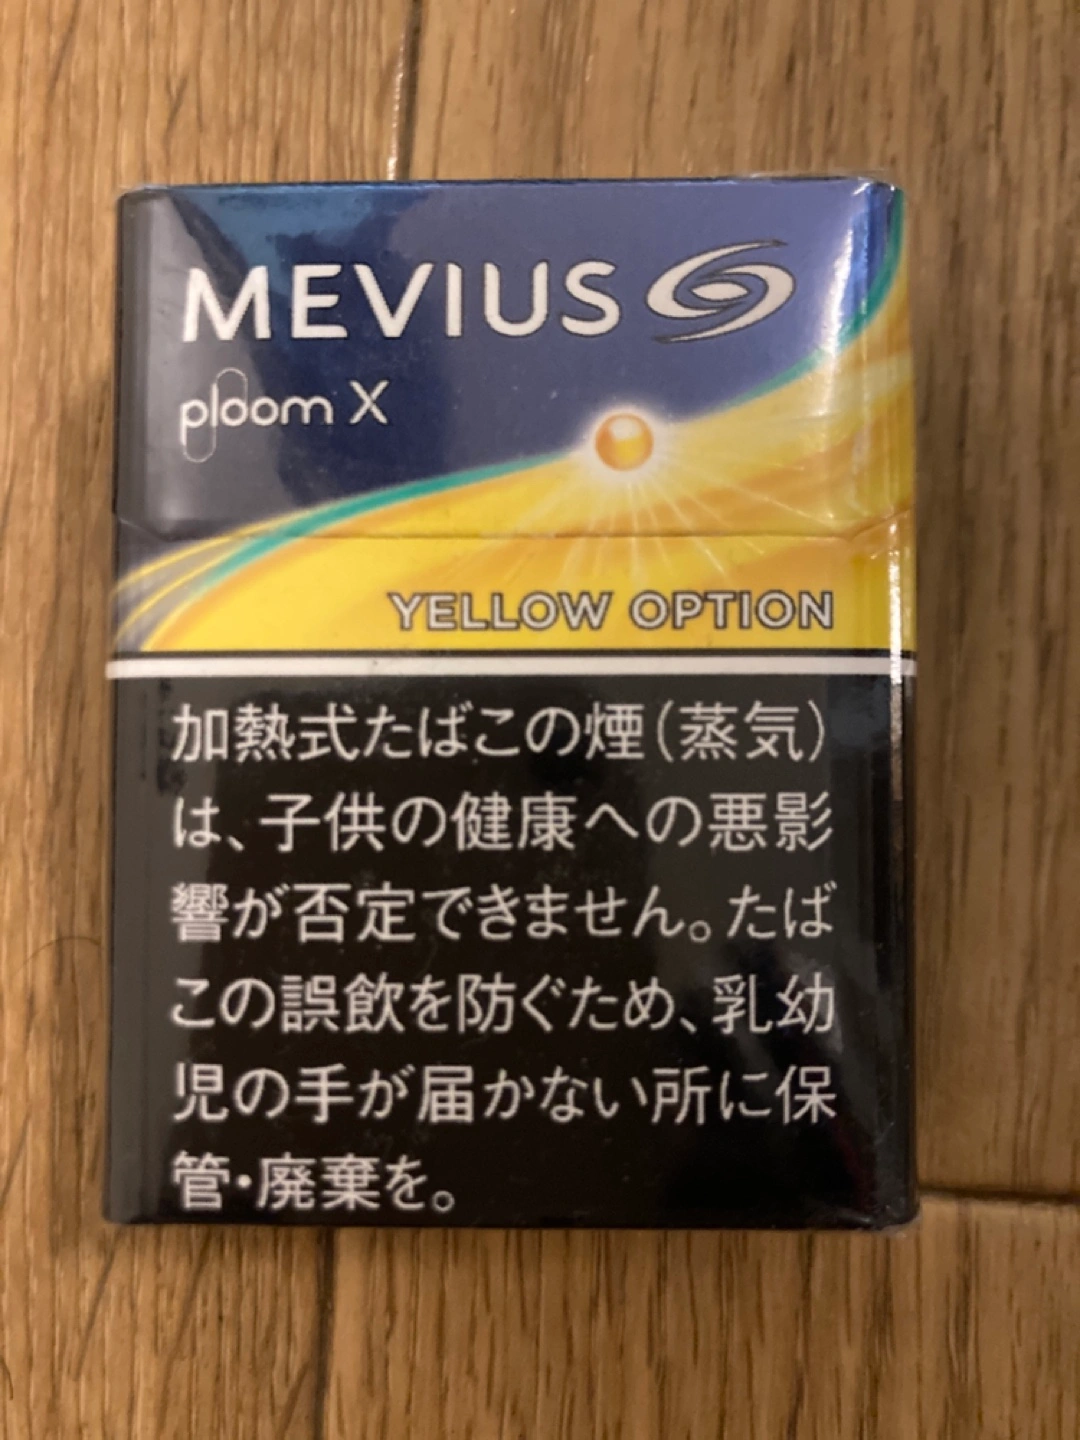 MEVIUS
ploom X
YELLOW OPTION
加熱式たばこの煙（蒸気）
は、子供の健康への悪影
響が否定できません。たば
この誤飲を防ぐため、乳幼
児の手が届かない所に保
管・廃棄を。